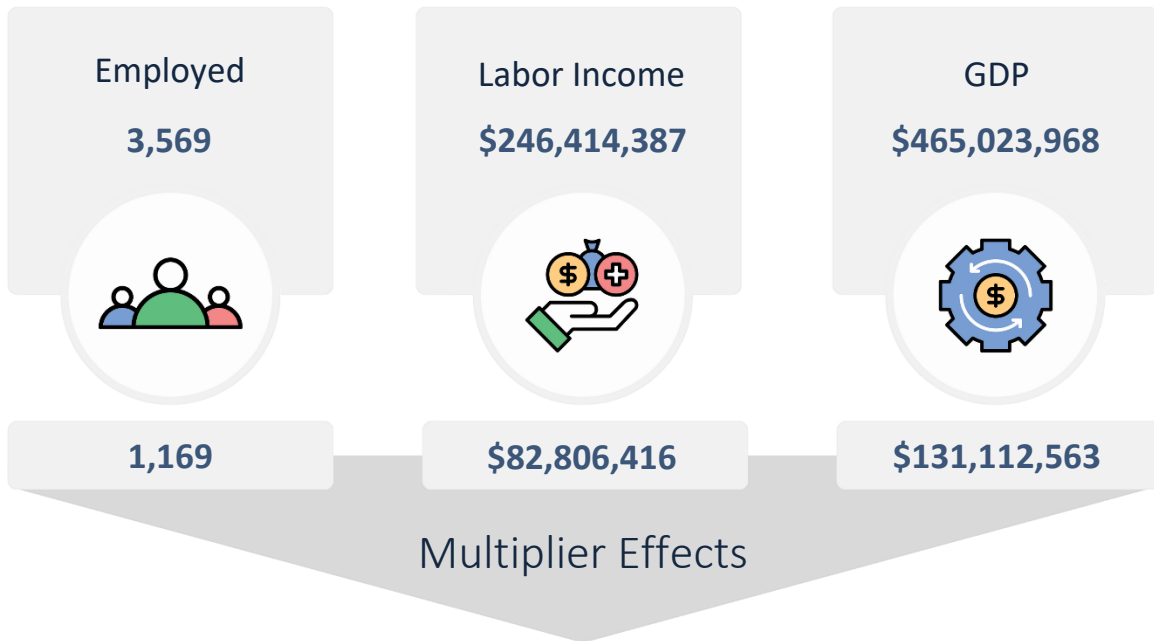 Employed
3,569
Labor Income
$246,414,387
GDP
$465,023,968
1,169
$82,806,416
$131,112,563
Multiplier Effects